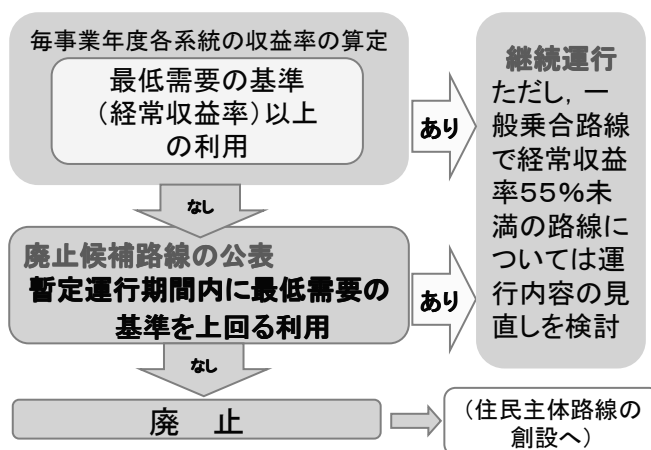 毎事業年度各系統の収益率の算定
最低需要の基準
（経常収益率）以上
の利用
あり
継続運行
ただし，一
般乗合路線
で経常収益
率５５％未
満の路線に
ついては運
行内容の見
直しを検討
なし
廃止候補路線の公表
暫定運行期間内に最低需要の
基準を上回る利用
あり
なし
廃　止
（住民主体路線の
創設へ）